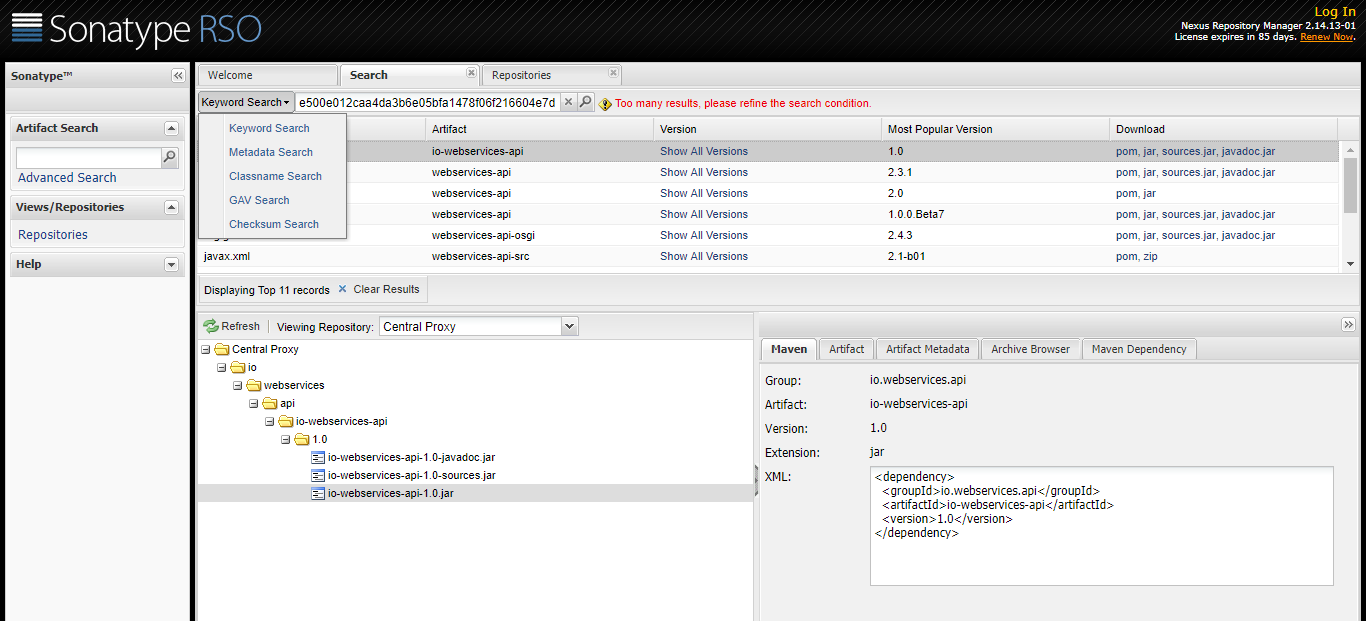 Sonatype RSO
Log In
Nexus Repository Manager 2.14.13-01
License expires in 85 days. Renew Now.
Sonatype™
Welcome
Search
Repositories
Artifact Search
Advanced Search
Views/Repositories
Repositories
Help
Keyword Search
e500e012caa4da3b6e05bfa1478f06f216604e7d
Too many results, please refine the search condition.
Keyword Search
Metadata Search
Classname Search
GAV Search
Checksum Search
Artifact Version Most Popular Version Download
io-webservices-api Show All Versions 1.0 pom, jar, sources.jar, javadoc.jar
webservices-api Show All Versions 2.3.1 pom, jar, sources.jar, javadoc.jar
webservices-api Show All Versions 2.0 pom, jar
webservices-api Show All Versions 1.0.0.Beta7 pom, jar, sources.jar, javadoc.jar
webservices-api-osgi Show All Versions 2.4.3 pom, jar, sources.jar, javadoc.jar
javax.xml webservices-api-src Show All Versions 2.1-b01 pom, zip
Displaying Top 11 records Clear Results
Refresh Viewing Repository: Central Proxy
Central Proxy
io
webservices
api
io-webservices-api
1.0
io-webservices-api-1.0-javadoc.jar
io-webservices-api-1.0-sources.jar
io-webservices-api-1.0.jar
Maven Artifact Artifact Metadata Archive Browser Maven Dependency
Group: io.webservices.api
Artifact: io-webservices-api
Version: 1.0
Extension: jar
XML: <dependency>
<groupId>io.webservices.api</groupId>
<artifactId>io-webservices-api</artifactId>
<version>1.0</version>
</dependency>